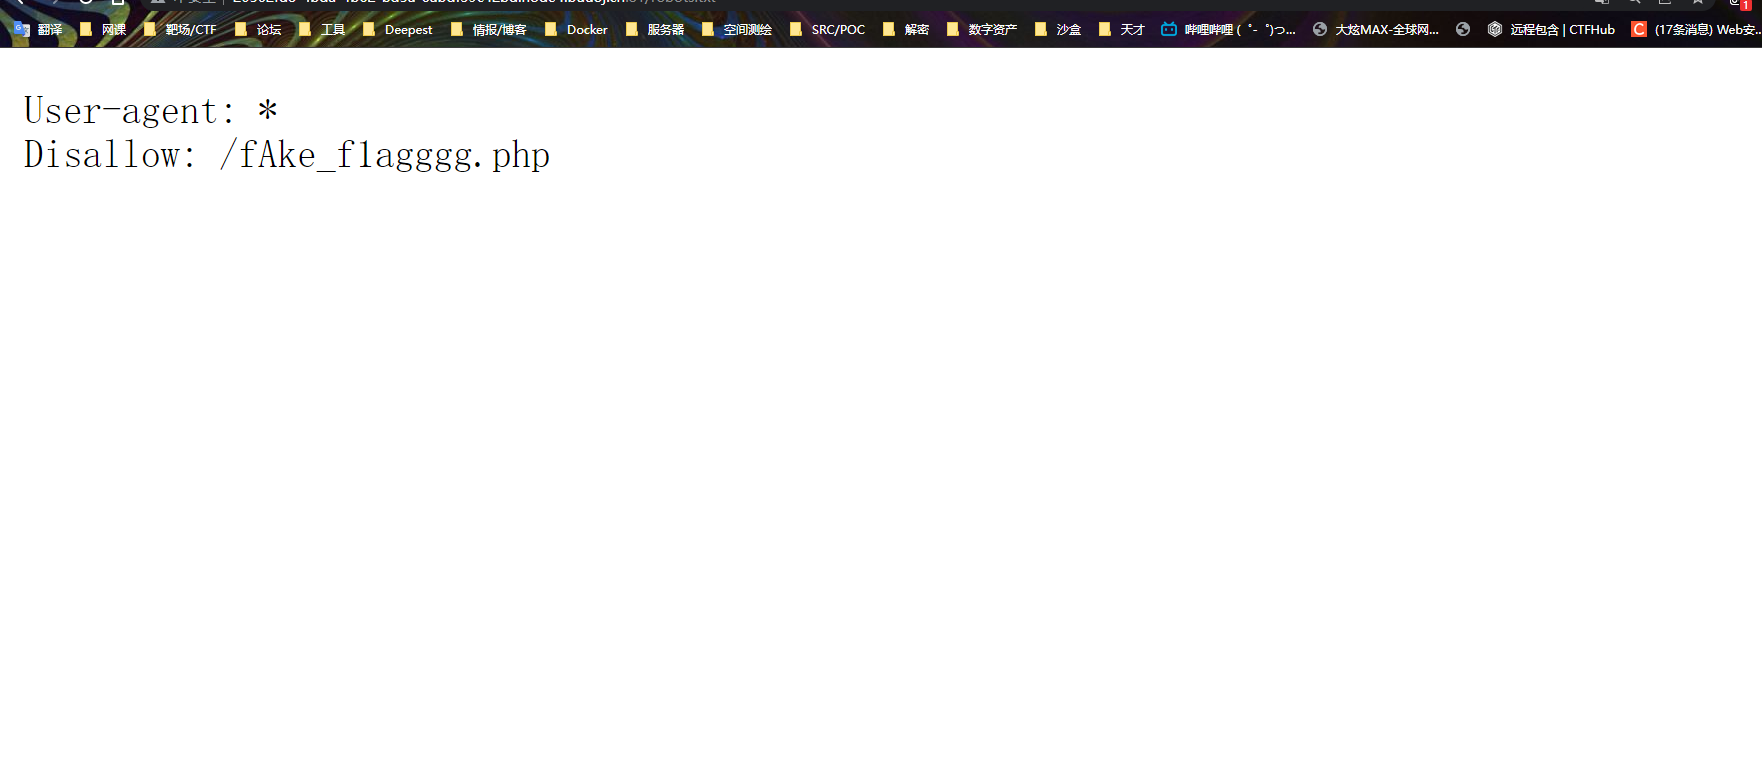 翻译 网课 靶场/CTF 论坛 工具 Deepest 情报/博客 Docker 服务器 空间测绘 SRC/POC 解密 数字资产 沙盒 天才 哔哩哔哩 (゜-゜)つ... 大炫MAX-全球网... 远程包含 | CTFHub (17条消息) Web安...
User-agent: *
Disallow: /fAke_f1agggg.php